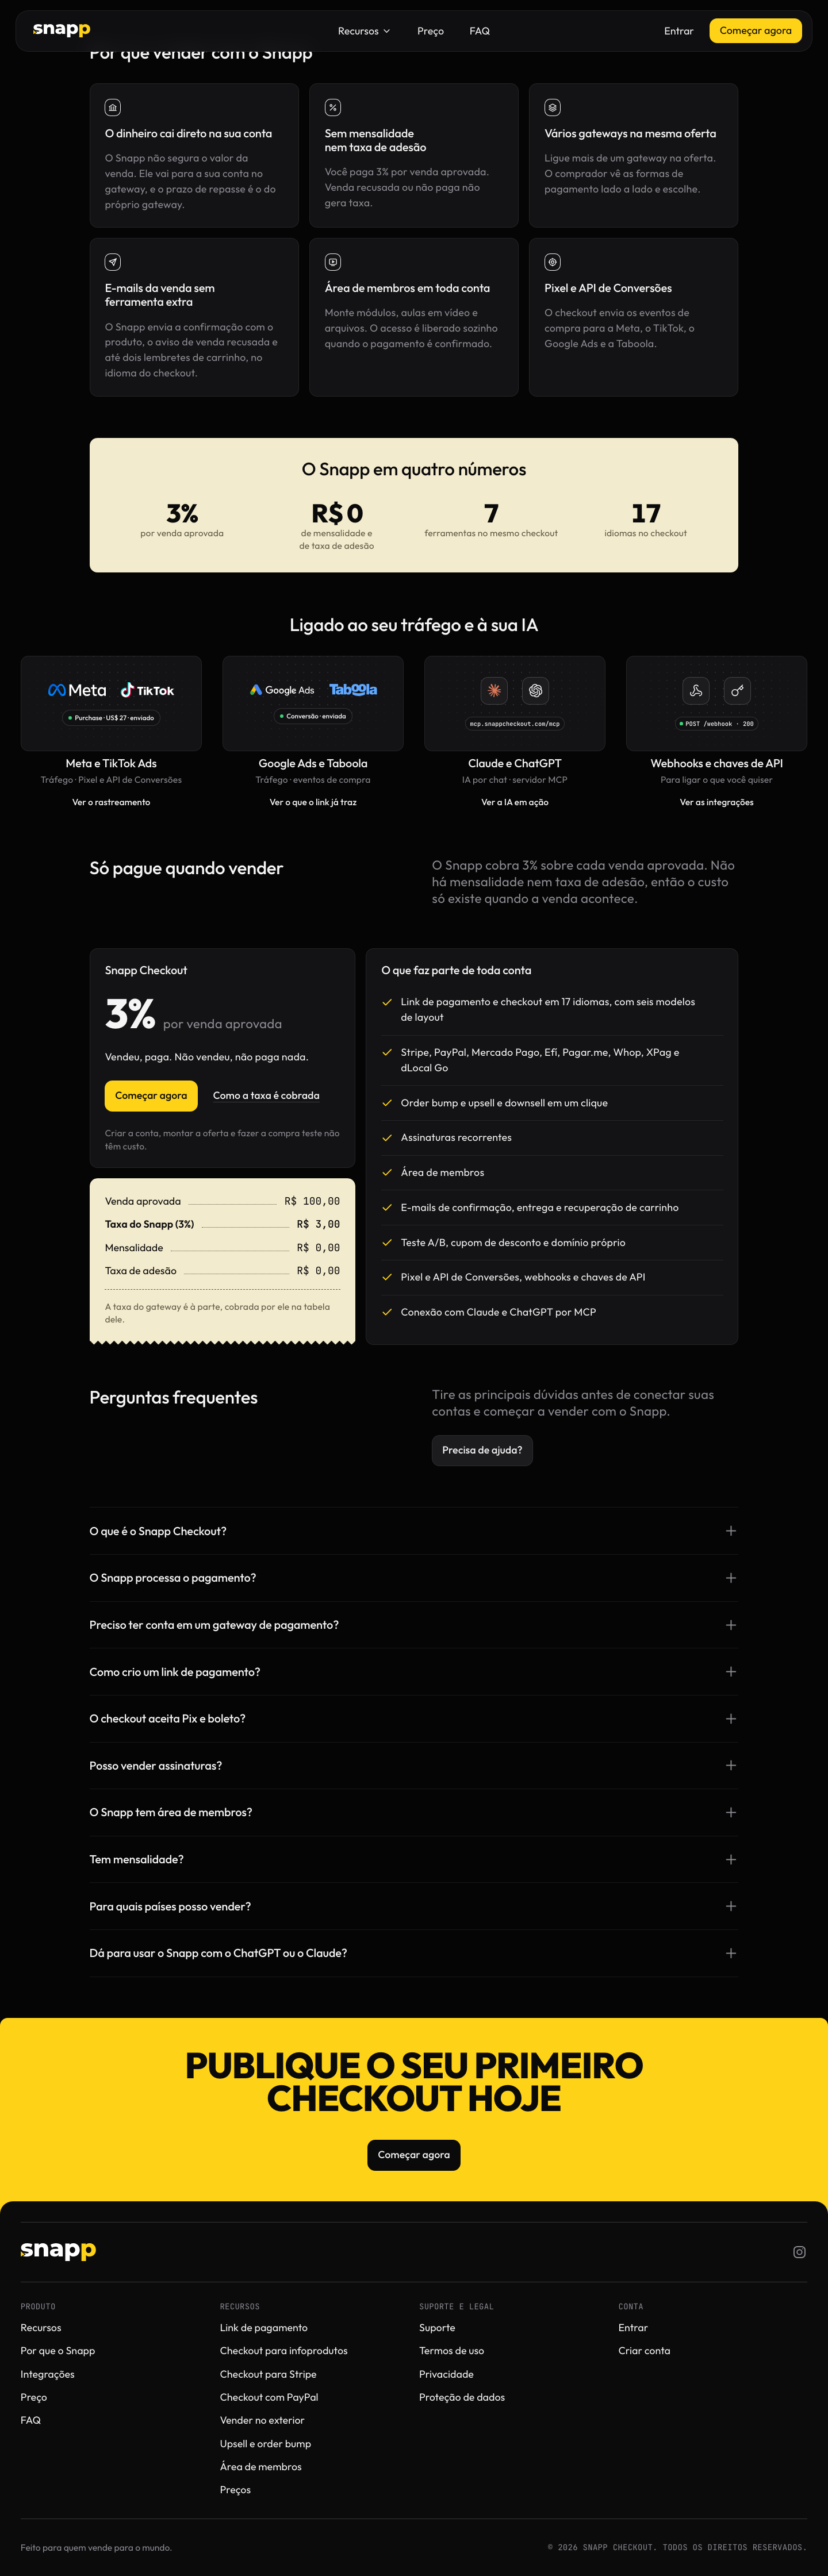 snapp
Recursos
Preço
FAQ
Entrar
Começar agora
Por que vender com o Snapp
O dinheiro cai direto na sua conta
O Snapp não segura o valor da
venda. Ele vai para a sua conta no
gateway, e o prazo de repasse é o do
próprio gateway.
Sem mensalidade
nem taxa de adesão
Você paga 3% por venda aprovada.
Venda recusada ou não paga não
gera taxa.
Vários gateways na mesma oferta
Ligue mais de um gateway na oferta.
O comprador vê as formas de
pagamento lado a lado e escolhe.
E-mails da venda sem
ferramenta extra
O Snapp envia a confirmação com o
produto, o aviso de venda recusada e
até dois lembretes de carrinho, no
idioma do checkout.
Área de membros em toda conta
Monte módulos, aulas em vídeo e
arquivos. O acesso é liberado sozinho
quando o pagamento é confirmado.
Pixel e API de Conversões
O checkout envia os eventos de
compra para a Meta, o TikTok, o
Google Ads e a Taboola.
O Snapp em quatro números
3%
por venda aprovada
R$ 0
de mensalidade e
de taxa de adesão
7
ferramentas no mesmo checkout
17
idiomas no checkout
Ligado ao seu tráfego e à sua IA
Meta
TikTok
Purchase · US$ 27 · enviado
Meta e TikTok Ads
Tráfego · Pixel e API de Conversões
Ver o rastreamento
Google Ads
Taboola
Conversão · enviada
Google Ads e Taboola
Tráfego · eventos de compra
Ver o que o link já traz
mcp.snappcheckout.com/mcp
Claude e ChatGPT
IA por chat · servidor MCP
Ver a IA em ação
POST /webhook · 200
Webhooks e chaves de API
Para ligar o que você quiser
Ver as integrações
Só pague quando vender
O Snapp cobra 3% sobre cada venda aprovada. Não
há mensalidade nem taxa de adesão, então o custo
só existe quando a venda acontece.
Snapp Checkout
3% por venda aprovada
Vendeu, paga. Não vendeu, não paga nada.
Começar agora
Como a taxa é cobrada
Criar a conta, montar a oferta e fazer a compra teste não
têm custo.
Venda aprovada R$ 100,00
Taxa do Snapp (3%) R$ 3,00
Mensalidade R$ 0,00
Taxa de adesão R$ 0,00
A taxa do gateway é à parte, cobrada por ele na tabela
dele.
O que faz parte de toda conta
Link de pagamento e checkout em 17 idiomas, com seis modelos
de layout
Stripe, PayPal, Mercado Pago, Efí, Pagar.me, Whop, XPag e
dLocal Go
Order bump e upsell e downsell em um clique
Assinaturas recorrentes
Área de membros
E-mails de confirmação, entrega e recuperação de carrinho
Teste A/B, cupom de desconto e domínio próprio
Pixel e API de Conversões, webhooks e chaves de API
Conexão com Claude e ChatGPT por MCP
Perguntas frequentes
Tire as principais dúvidas antes de conectar suas
contas e começar a vender com o Snapp.
Precisa de ajuda?
O que é o Snapp Checkout?
O Snapp processa o pagamento?
Preciso ter conta em um gateway de pagamento?
Como crio um link de pagamento?
O checkout aceita Pix e boleto?
Posso vender assinaturas?
O Snapp tem área de membros?
Tem mensalidade?
Para quais países posso vender?
Dá para usar o Snapp com o ChatGPT ou o Claude?
PUBLIQUE O SEU PRIMEIRO
CHECKOUT HOJE
Começar agora
snapp
PRODUTO
Recursos
Por que o Snapp
Integrações
Preço
FAQ
RECURSOS
Link de pagamento
Checkout para infoprodutos
Checkout para Stripe
Checkout com PayPal
Vender no exterior
Upsell e order bump
Área de membros
Preços
SUPORTE E LEGAL
Suporte
Termos de uso
Privacidade
Proteção de dados
CONTA
Entrar
Criar conta
Feito para quem vende para o mundo.
© 2026 SNAPP CHECKOUT. TODOS OS DIREITOS RESERVADOS.